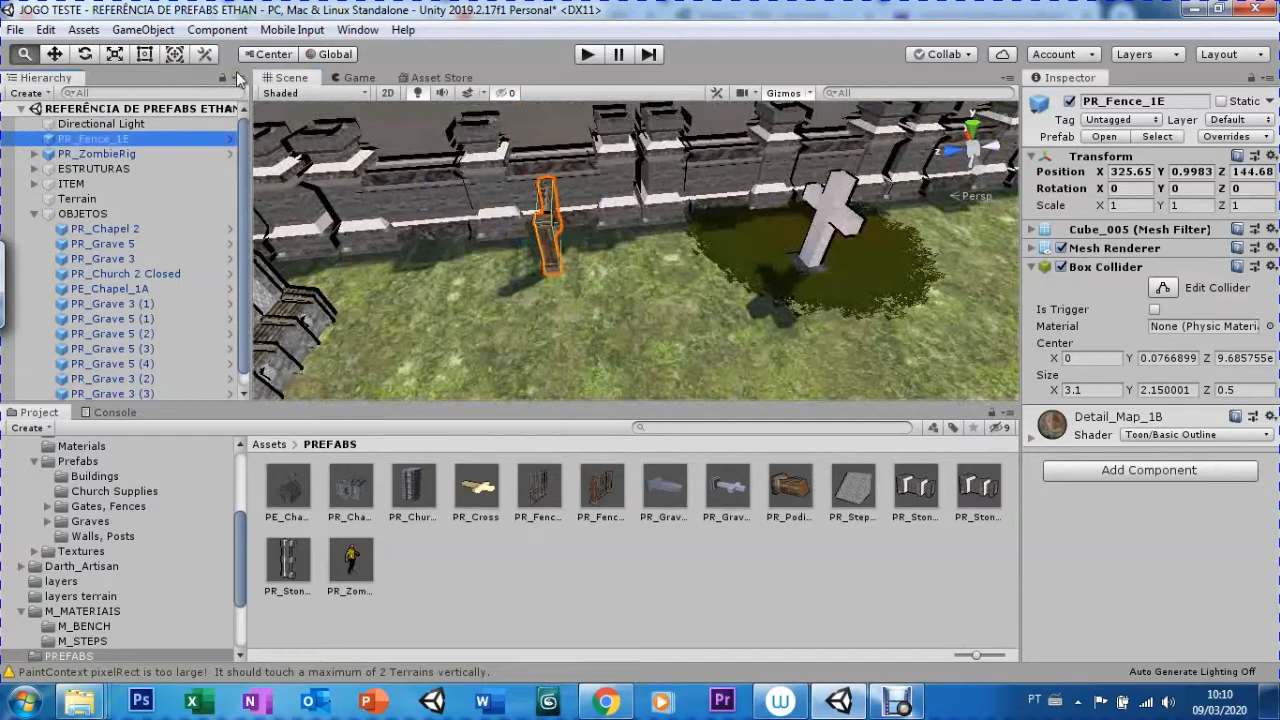 JOGO TESTE - REFERÊNCIA DE PREFABS ETHAN - PC, Mac & Linux Standalone - Unity 2019.2.17f1 Personal* <DX11>
File Edit Assets GameObject Component Mobile Input Window Help
Center Global Collab Account Layers Layout
Hierarchy Scene Game Asset Store Inspector
Create All Shaded 2D 0 Gizmos All
REFERÊNCIA DE PREFABS ETHAN
Directional Light
PR_Fence_1E
PR_ZombieRig
ESTRUTURAS
ITEM
Terrain
OBJETOS
PR_Chapel 2
PR_Grave 5
PR_Grave 3
PR_Church 2 Closed
PE_Chapel_1A
PR_Grave 3 (1)
PR_Grave 5 (1)
PR_Grave 5 (2)
PR_Grave 5 (3)
PR_Grave 5 (4)
PR_Grave 3 (2)
PR_Grave 3 (3)
Y
Z
Persp
PR_Fence_1E Static
Tag Untagged Layer Default
Prefab Open Select Overrides
Transform
Position X 325.65 Y 0.9983 Z 144.68
Rotation X 0 Y 0 Z 0
Scale X 1 Y 1 Z 1
Cube_005 (Mesh Filter)
Mesh Renderer
Box Collider
Edit Collider
Is Trigger
Material None (Physic Materi
Center
X 0 Y 0.0766899 Z 9.685755e
Size
X 3.1 Y 2.150001 Z 0.5
Detail_Map_1B
Shader Toon/Basic Outline
Add Component
Project Console
Create 9
Materials
Prefabs
Buildings
Church Supplies
Gates, Fences
Graves
Walls, Posts
Textures
Darth_Artisan
layers
layers terrain
M_MATERIAIS
M_BENCH
M_STEPS
PREFABS
Assets > PREFABS
PE_Cha... PR_Cha... PR_Chur... PR_Cross PR_Fenc... PR_Fenc... PR_Grav... PR_Grav... PR_Podi... PR_Step... PR_Ston... PR_Ston...
PR_Ston... PR_Zom...
PaintContext pixelRect is too large! It should touch a maximum of 2 Terrains vertically.
Auto Generate Lighting Off
Ps X N O P W Pr W
PT
10:10
09/03/2020